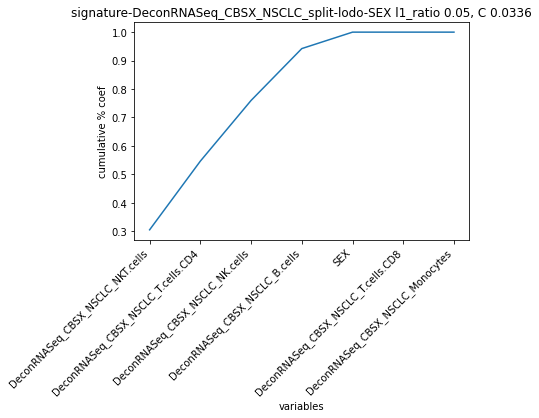 signature-DeconRNASeq_CBSX_NSCLC_split-lodo-SEX l1_ratio 0.05, C 0.0336
cumulative % coef
1.0
0.9
0.8
0.7
0.6
0.5
0.4
0.3
DeconRNASeq_CBSX_NSCLC_NKT.cells
DeconRNASeq_CBSX_NSCLC_T.cells.CD4
DeconRNASeq_CBSX_NSCLC_NK.cells
DeconRNASeq_CBSX_NSCLC_B.cells
SEX
DeconRNASeq_CBSX_NSCLC_T.cells.CD8
DeconRNASeq_CBSX_NSCLC_Monocytes
variables